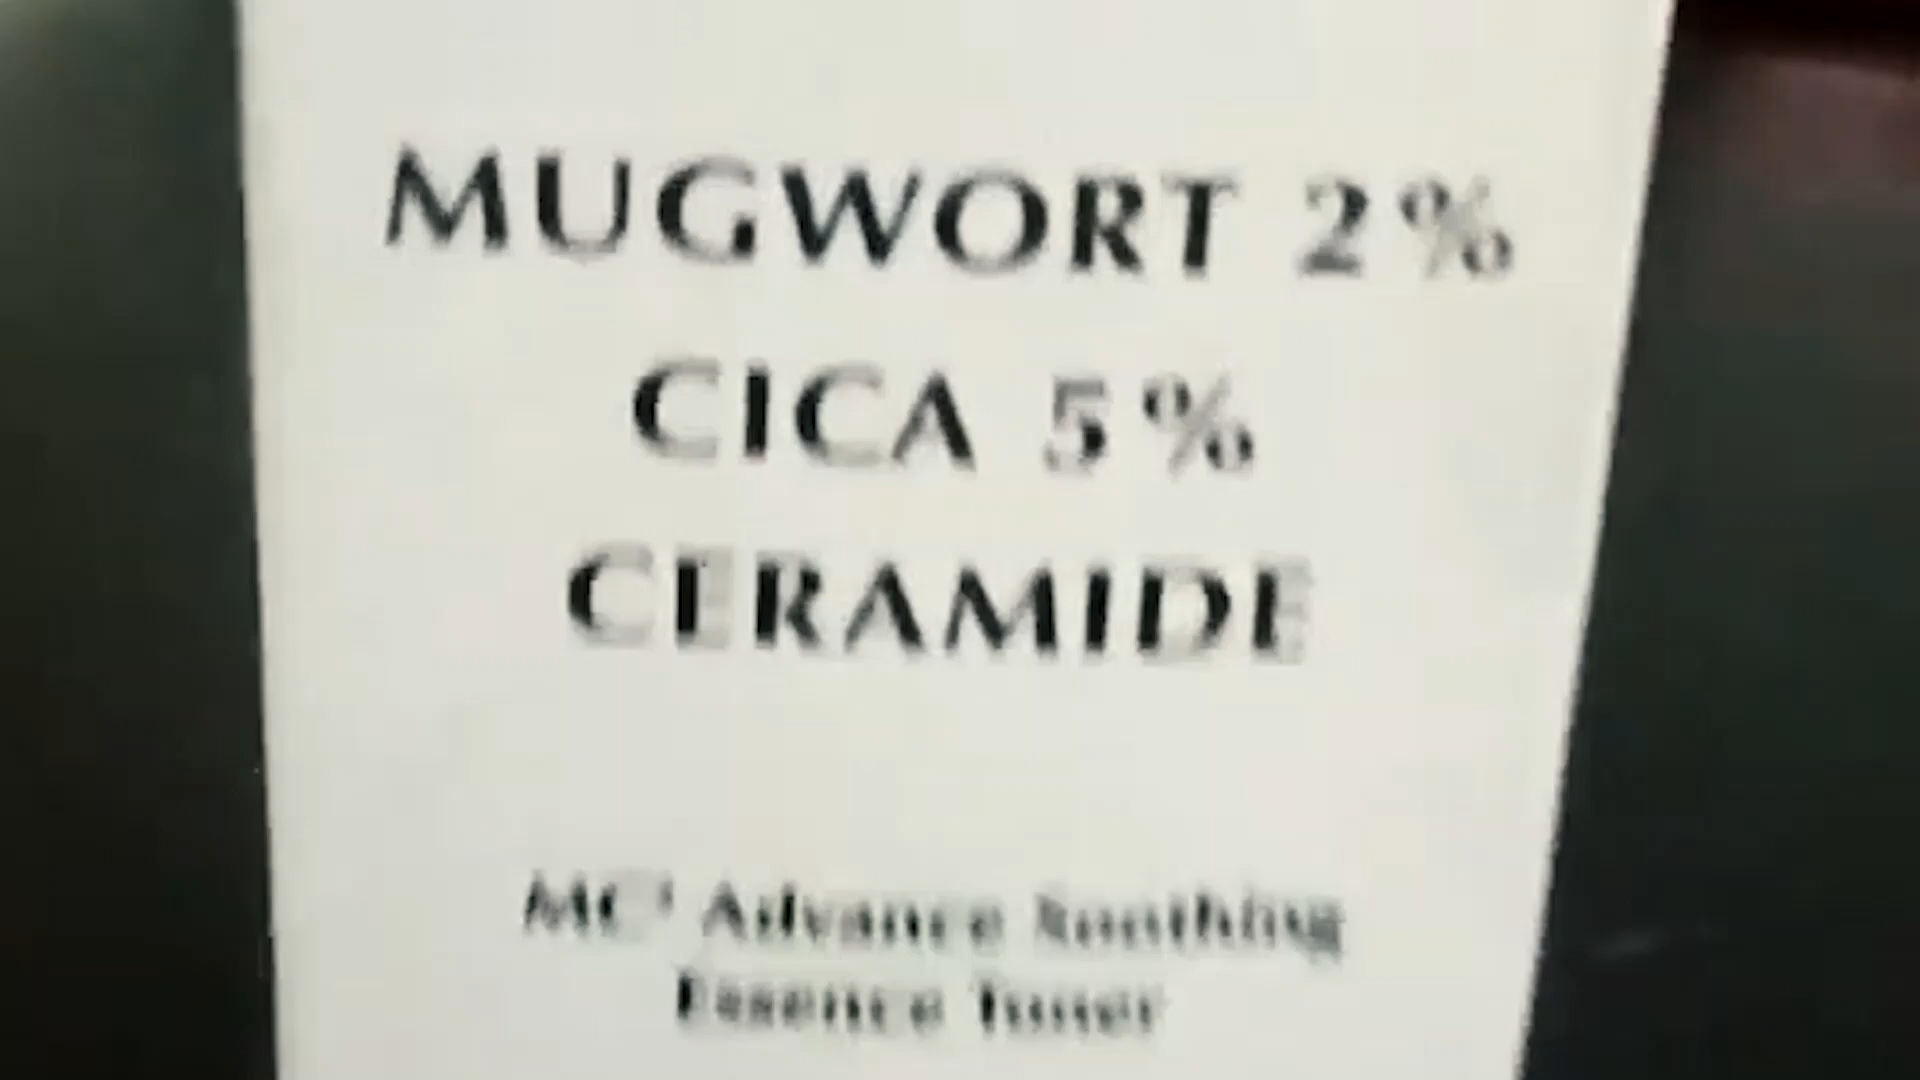 MUGWORT 2%
CICA 5%
CERAMIDE
Advance Soothing
Essence Toner